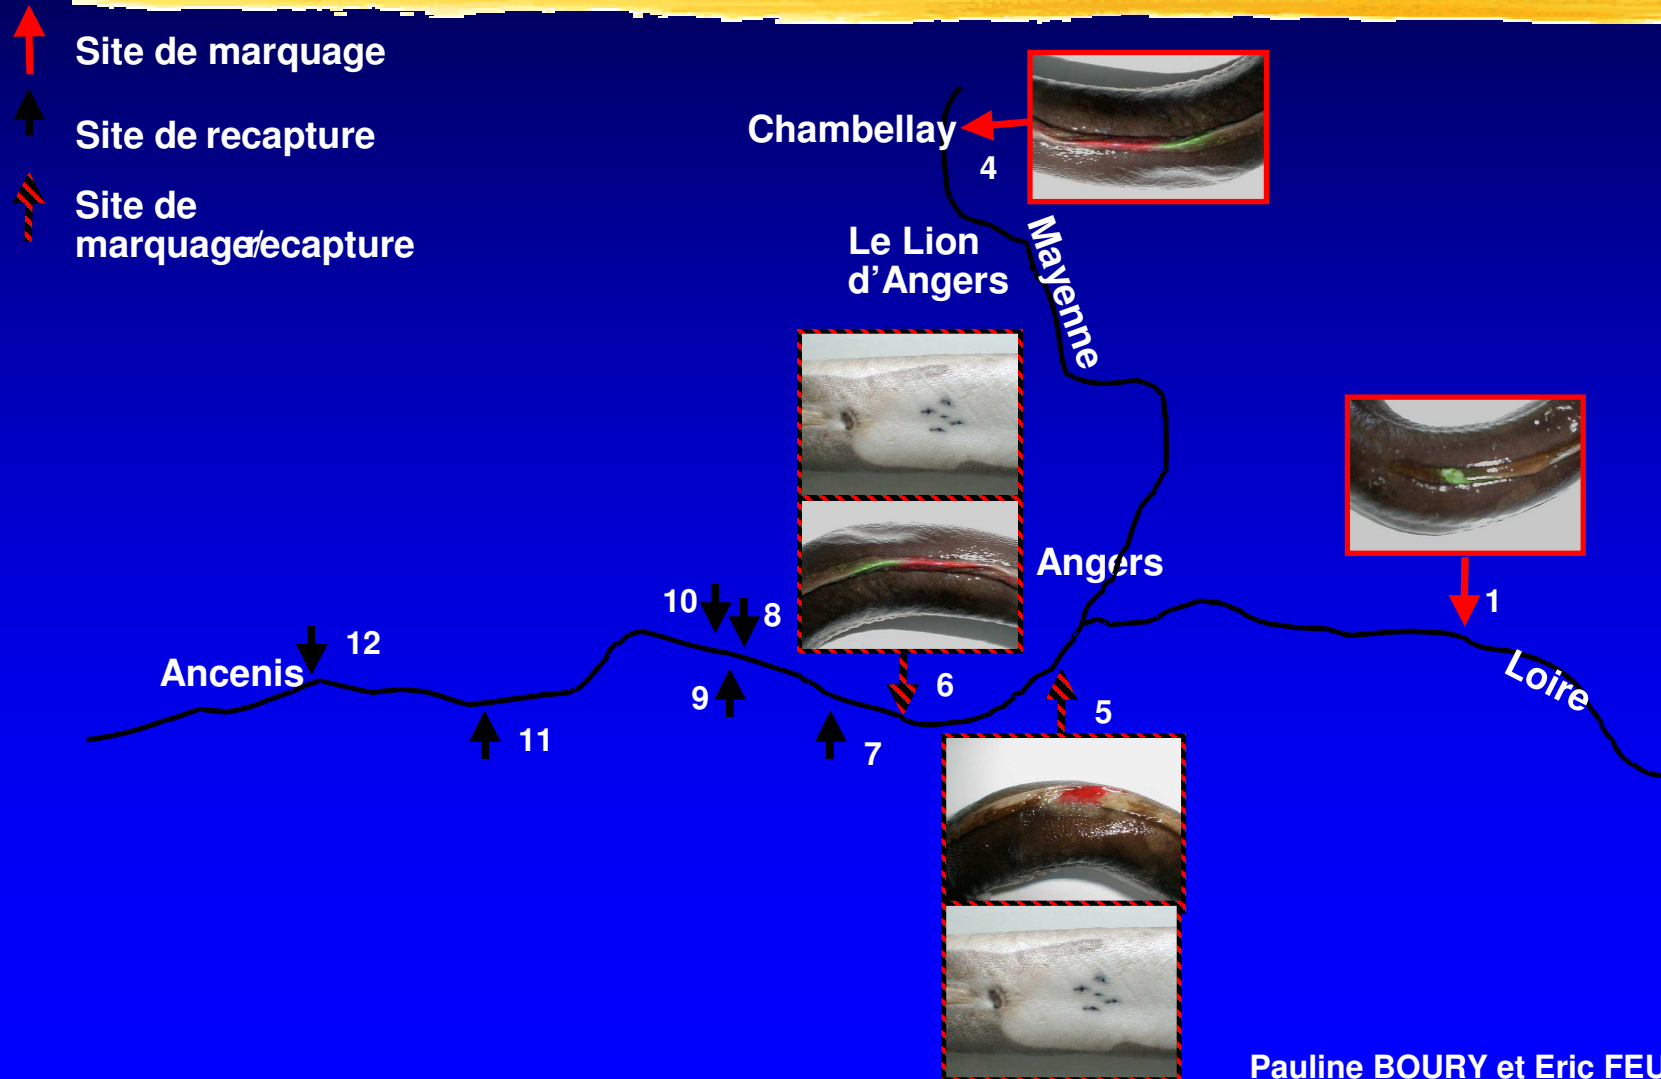 Site de marquage
Site de recapture
Site de
marquage/recapture
Chambellay
4
Le Lion
d'Angers
Mayenne
Angers
1
Loire
10
8
12
Ancenis
9
6
5
11
7
Pauline BOURY et Eric FEU